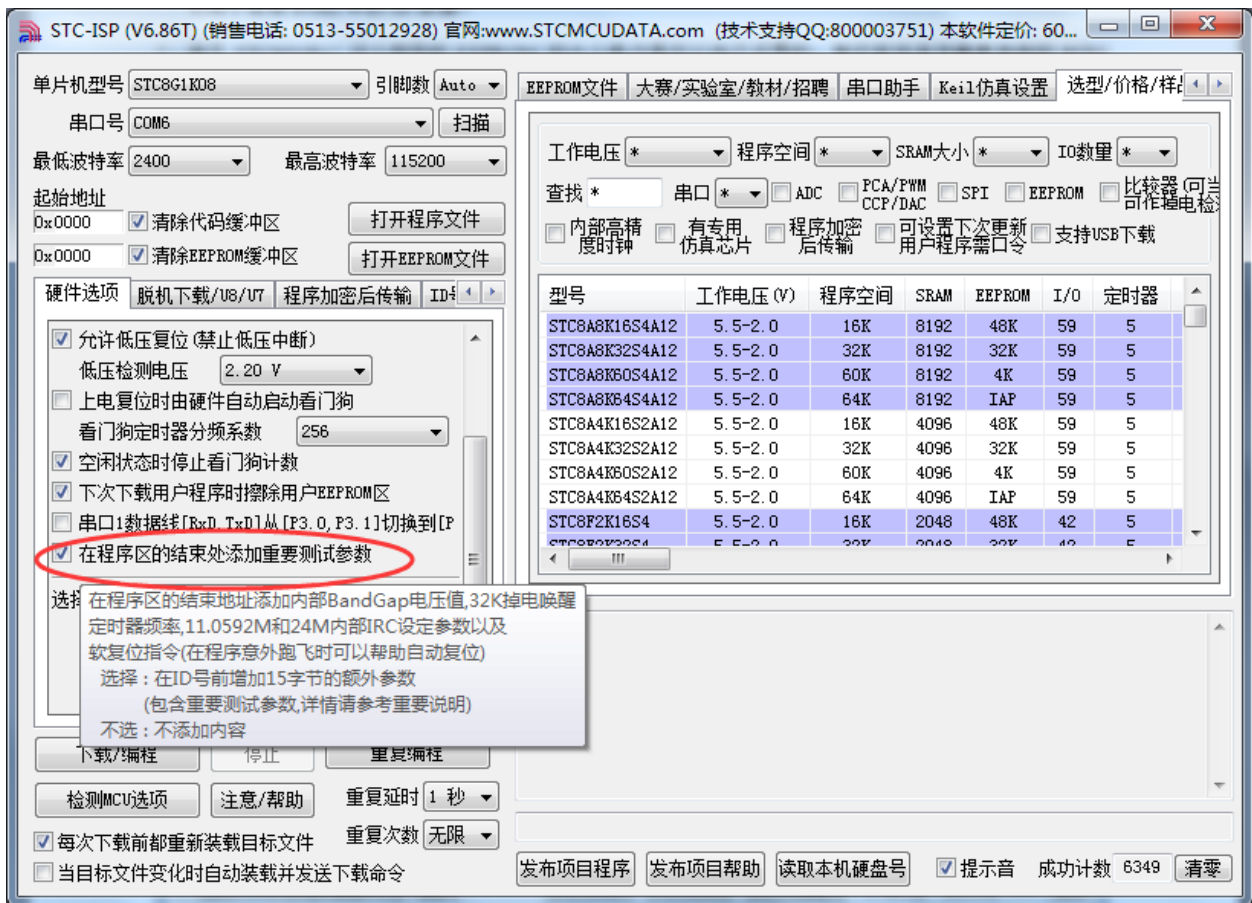 STC-ISP (V6.86T) (销售电话: 0513-55012928) 官网:www.STCMCUDATA.com (技术支持QQ:800003751) 本软件定价: 60...
单片机型号 STC8G1K08 引脚数 Auto
串口号 COM6 扫描
最低波特率 2400 最高波特率 115200
起始地址
0x0000 清除代码缓冲区 打开程序文件
0x0000 清除EEPROM缓冲区 打开EEPROM文件
硬件选项 脱机下载/U8/U7 程序加密后传输
允许低压复位(禁止低压中断)
低压检测电压 2.20 V
上电复位时由硬件自动启动看门狗
看门狗定时器分频系数 256
空闲状态时停止看门狗计数
下次下载用户程序时擦除用户EEPROM区
串口1数据线[RxD,TxD]从[P3.0,P3.1]切换到[P
在程序区的结束处添加重要测试参数
选择
在程序区的结束地址添加内部BandGap电压值,32K掉电唤醒
定时器频率,11.0592M和24M内部IRC设定参数以及
软复位指令(在程序意外跑飞时可以帮助自动复位)
选择 : 在ID号前增加15字节的额外参数
(包含重要测试参数,详情请参考重要说明)
不选 : 不添加内容
下载/编程 停止 重复编程
检测MCU选项 注意/帮助 重复延时 1 秒
每次下载前都重新装载目标文件 重复次数 无限
当目标文件变化时自动装载并发送下载命令
EEPROM文件 大赛/实验室/教材/招聘 串口助手 Keil仿真设置 选型/价格/样品
工作电压 * 程序空间 * SRAM大小 * IO数量 *
查找 * 串口 * ADC PCA/PWM CCP/DAC SPI EEPROM 比较器(可当
可作掉电检测
内部高精度时钟 有专用仿真芯片 程序加密后传输 可设置下次更新用户程序需口令 支持USB下载
型号 工作电压(V) 程序空间 SRAM EEPROM I/O 定时器
STC8A8K16S4A12 5.5-2.0 16K 8192 48K 59 5
STC8A8K32S4A12 5.5-2.0 32K 8192 32K 59 5
STC8A8K60S4A12 5.5-2.0 60K 8192 4K 59 5
STC8A8K64S4A12 5.5-2.0 64K 8192 IAP 59 5
STC8A4K16S2A12 5.5-2.0 16K 4096 48K 59 5
STC8A4K32S2A12 5.5-2.0 32K 4096 32K 59 5
STC8A4K60S2A12 5.5-2.0 60K 4096 4K 59 5
STC8A4K64S2A12 5.5-2.0 64K 4096 IAP 59 5
STC8F2K16S4 5.5-2.0 16K 2048 48K 42 5
STC8F2K32S4 5.5-2.0 32K 2048 32K 42 5
发布项目程序 发布项目帮助 读取本机硬盘号 提示音 成功计数 6349 清零